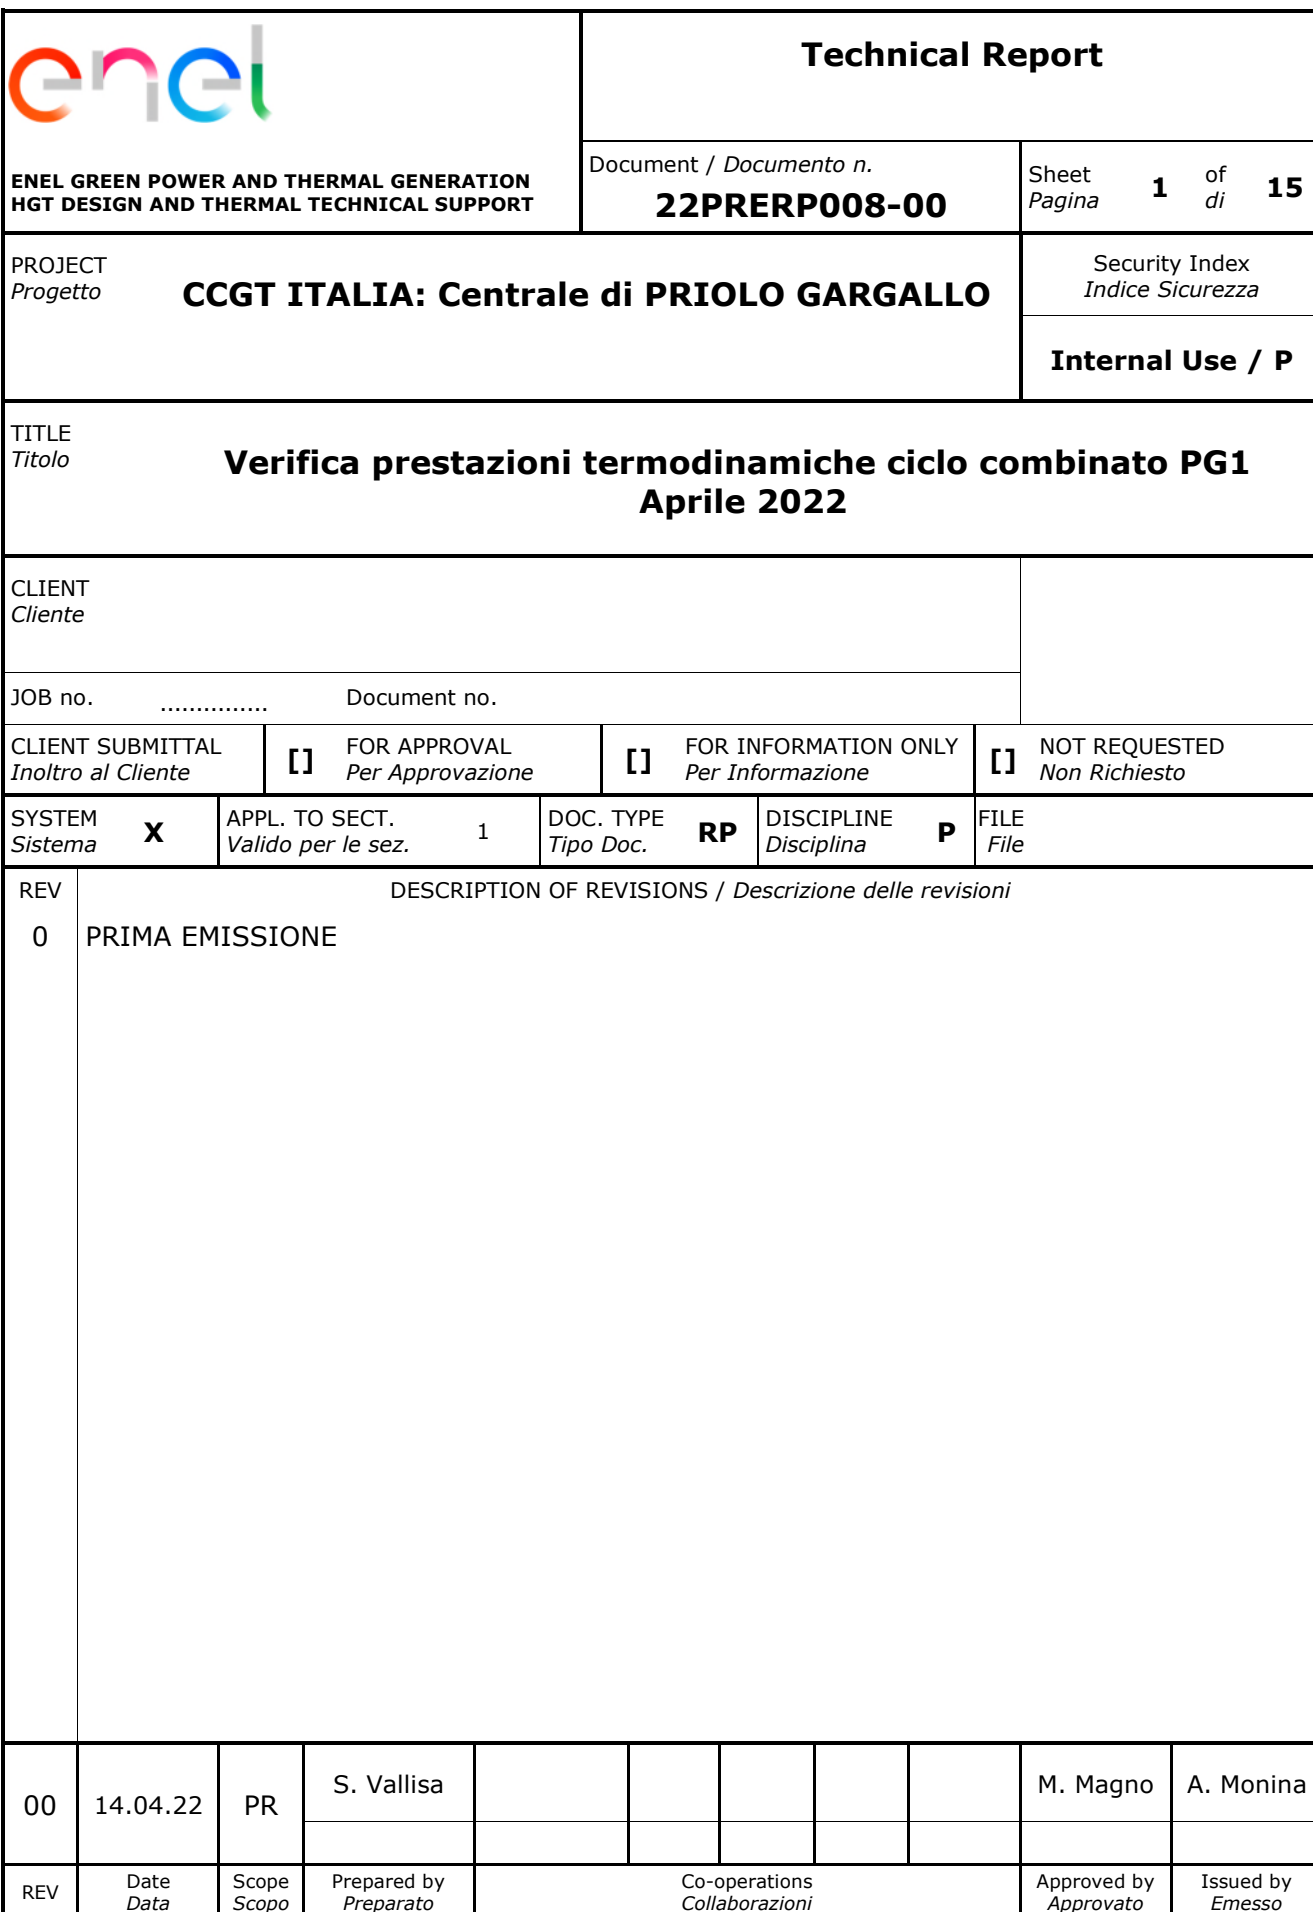 enel
Technical Report
ENEL GREEN POWER AND THERMAL GENERATION
HGT DESIGN AND THERMAL TECHNICAL SUPPORT
Document / Documento n.
22PRERP008-00
Sheet
Pagina
1
of
di
15
PROJECT
Progetto
CCGT ITALIA: Centrale di PRIOLO GARGALLO
Security Index
Indice Sicurezza
Internal Use / P
TITLE
Titolo
Verifica prestazioni termodinamiche ciclo combinato PG1
Aprile 2022
CLIENT
Cliente
JOB no. ............... Document no.
CLIENT SUBMITTAL
Inoltro al Cliente
[]
FOR APPROVAL
Per Approvazione
[]
FOR INFORMATION ONLY
Per Informazione
[]
NOT REQUESTED
Non Richiesto
SYSTEM
Sistema
X
APPL. TO SECT.
Valido per le sez.
1
DOC. TYPE
Tipo Doc.
RP
DISCIPLINE
Disciplina
P
FILE
File
REV DESCRIPTION OF REVISIONS / Descrizione delle revisioni
0 PRIMA EMISSIONE
00 14.04.22 PR S. Vallisa M. Magno A. Monina
REV
Date
Data
Scope
Scopo
Prepared by
Preparato
Co-operations
Collaborazioni
Approved by
Approvato
Issued by
Emesso